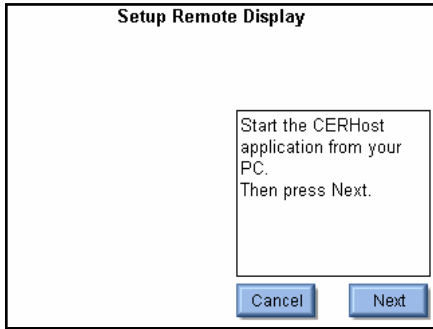 Setup Remote Display
Start the CERHost
application from your
PC.
Then press Next.
Cancel
Next